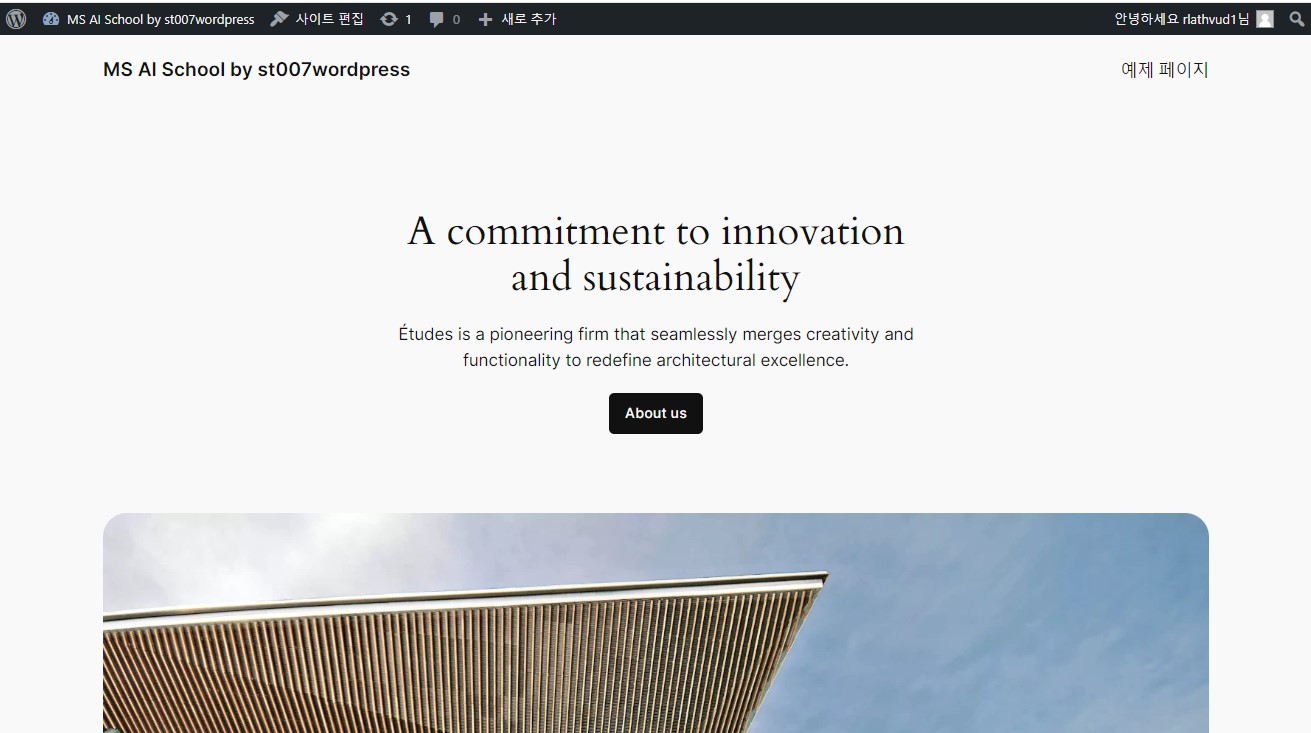 MS AI School by st007wordpress 사이트 편집 1 0 새로 추가 안녕하세요 rlathvud1님
MS AI School by st007wordpress 예제 페이지
A commitment to innovation
and sustainability
Études is a pioneering firm that seamlessly merges creativity and
functionality to redefine architectural excellence.
About us